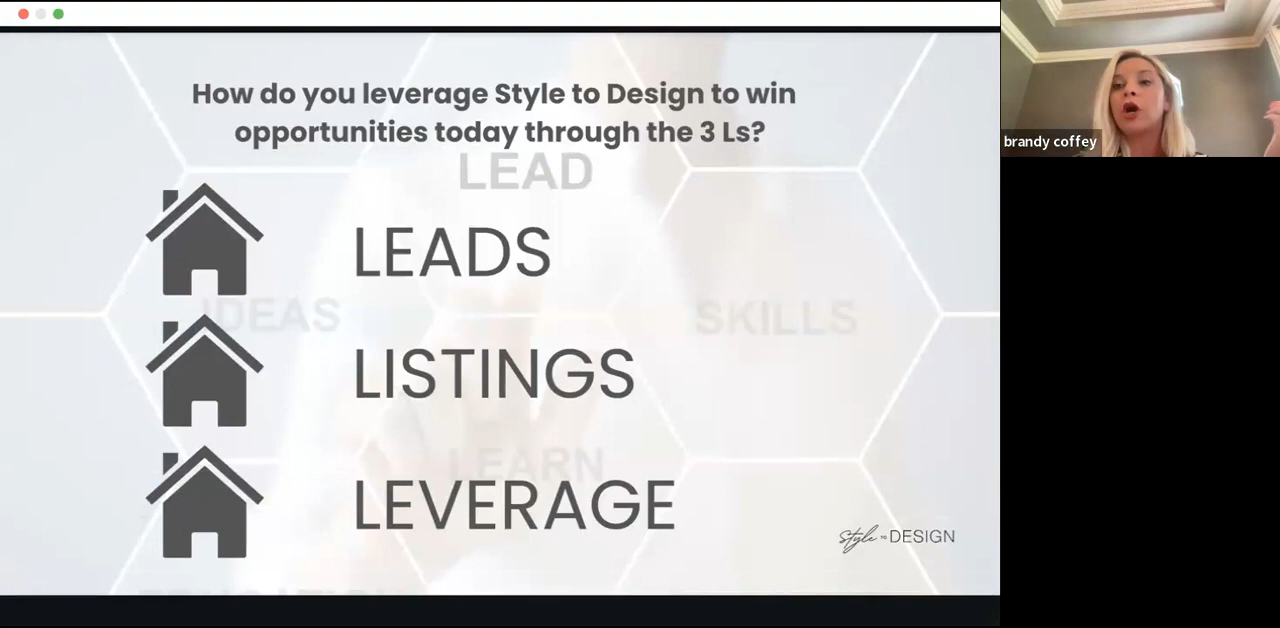 How do you leverage Style to Design to win
opportunities today through the 3 Ls?
LEAD
LEADS
IDEAS
SKILLS
LISTINGS
LEARN
LEVERAGE
Style TO DESIGN
brandy coffey